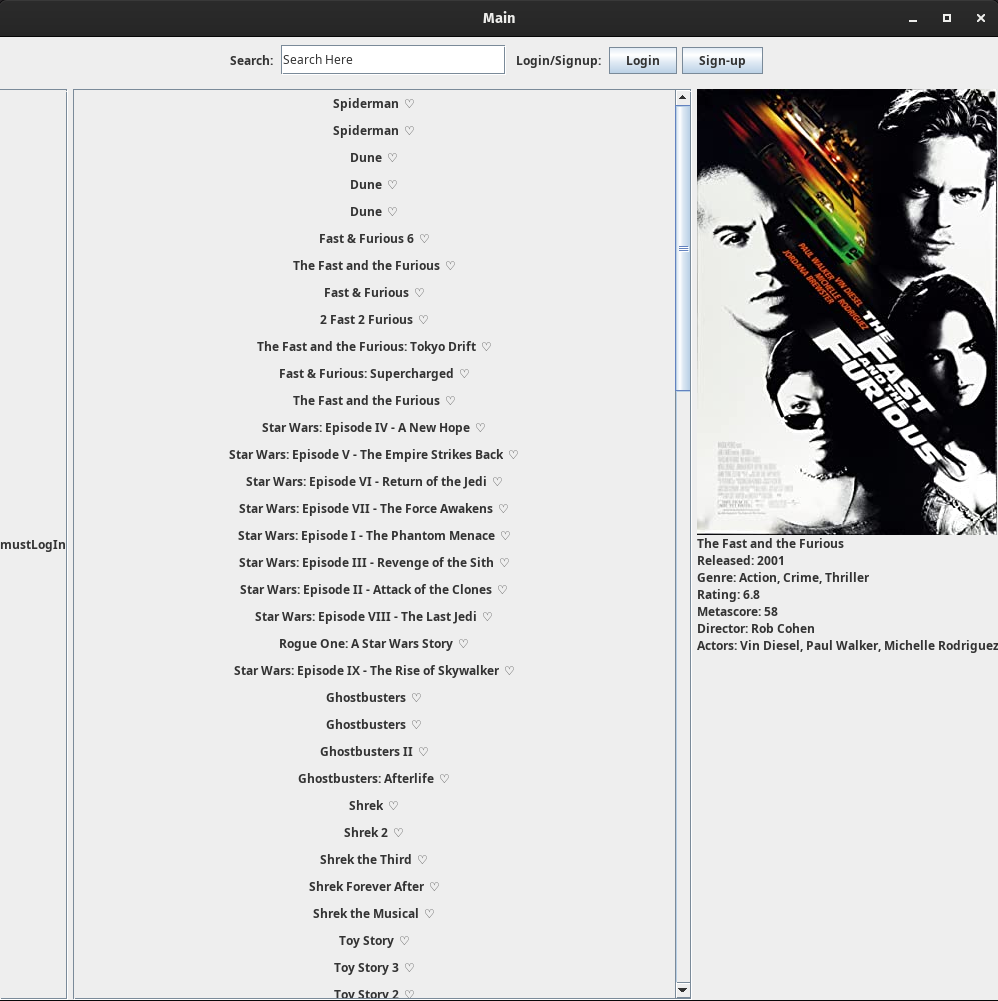 Main
Search:
Search Here
Login/Signup:
Login
Sign-up
mustLogIn
Spiderman ♡
Spiderman ♡
Dune ♡
Dune ♡
Dune ♡
Fast & Furious 6 ♡
The Fast and the Furious ♡
Fast & Furious ♡
2 Fast 2 Furious ♡
The Fast and the Furious: Tokyo Drift ♡
Fast & Furious: Supercharged ♡
The Fast and the Furious ♡
Star Wars: Episode IV - A New Hope ♡
Star Wars: Episode V - The Empire Strikes Back ♡
Star Wars: Episode VI - Return of the Jedi ♡
Star Wars: Episode VII - The Force Awakens ♡
Star Wars: Episode I - The Phantom Menace ♡
Star Wars: Episode III - Revenge of the Sith ♡
Star Wars: Episode II - Attack of the Clones ♡
Star Wars: Episode VIII - The Last Jedi ♡
Rogue One: A Star Wars Story ♡
Star Wars: Episode IX - The Rise of Skywalker ♡
Ghostbusters ♡
Ghostbusters ♡
Ghostbusters II ♡
Ghostbusters: Afterlife ♡
Shrek ♡
Shrek 2 ♡
Shrek the Third ♡
Shrek Forever After ♡
Shrek the Musical ♡
Toy Story ♡
Toy Story 3 ♡
Toy Story 2 ♡
PAUL WALKER VIN DIESEL
MICHELLE RODRIGUEZ
JORDANA BREWSTER
THE
FAST
AND THE
FURIOUS
The Fast and the Furious
Released: 2001
Genre: Action, Crime, Thriller
Rating: 6.8
Metascore: 58
Director: Rob Cohen
Actors: Vin Diesel, Paul Walker, Michelle Rodriguez